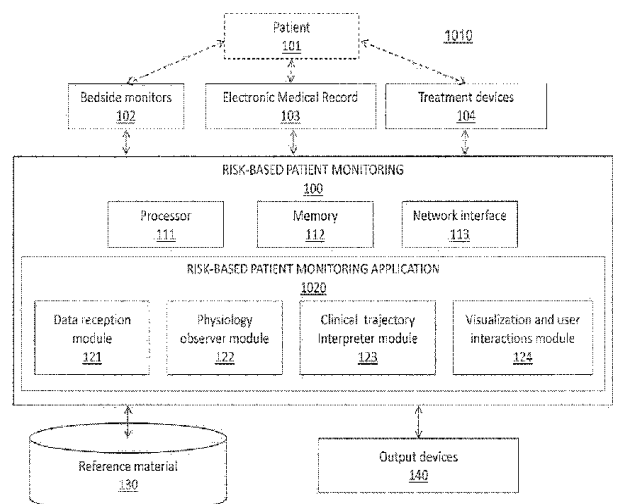 Patient
101
1010
Bedside monitors
102
Electronic Medical Record
103
Treatment devices
104
RISK-BASED PATIENT MONITORING
100
Processor
111
Memory
112
Network interface
113
RISK-BASED PATIENT MONITORING APPLICATION
1020
Data reception
module
121
Physiology
observer module
122
Clinical trajectory
Interpreter module
123
Visualization and user
interactions module
124
Reference material
130
Output devices
140